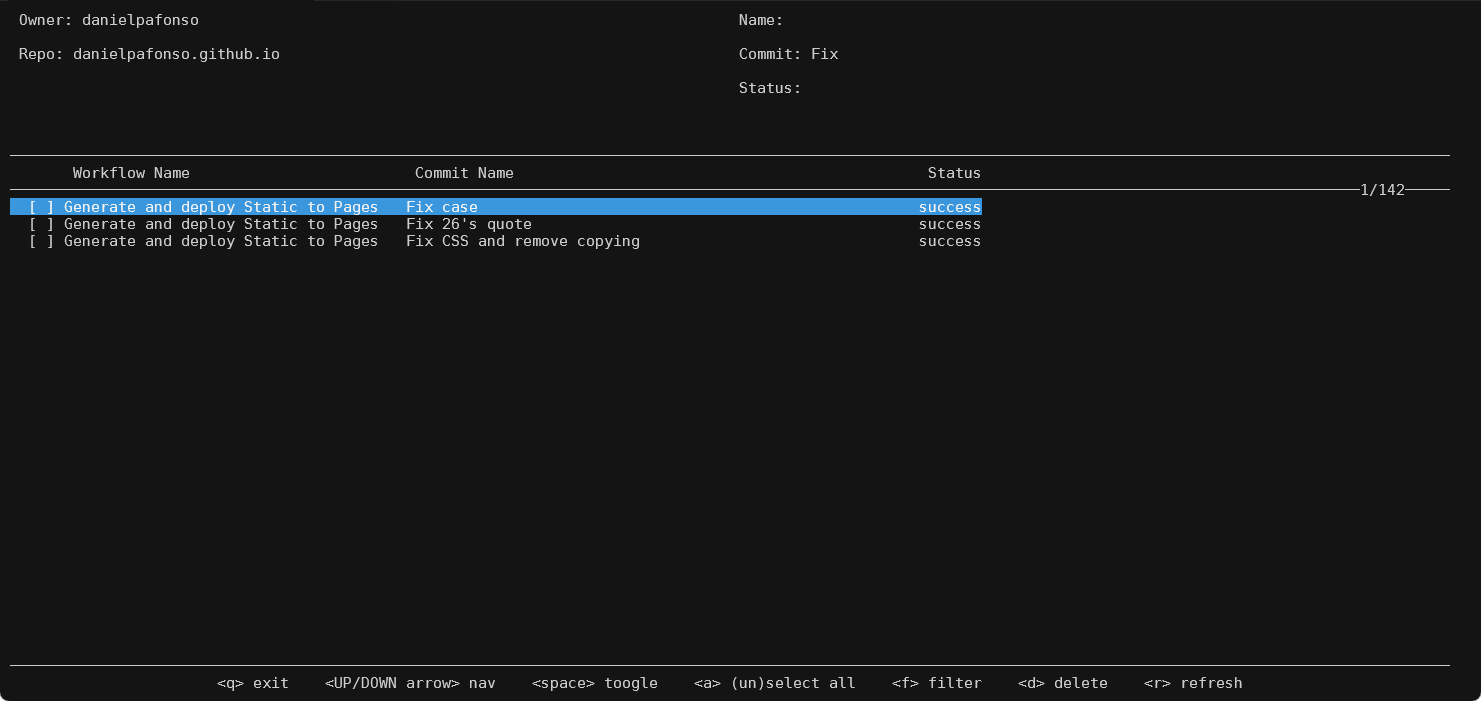 Owner: danielpafonso
Name:
Repo: danielpafonso.github.io
Commit: Fix
Status:
Workflow Name Commit Name Status
1/142
[ ] Generate and deploy Static to Pages Fix case success
[ ] Generate and deploy Static to Pages Fix 26's quote success
[ ] Generate and deploy Static to Pages Fix CSS and remove copying success
<q> exit <UP/DOWN arrow> nav <space> toogle <a> (un)select all <f> filter <d> delete <r> refresh